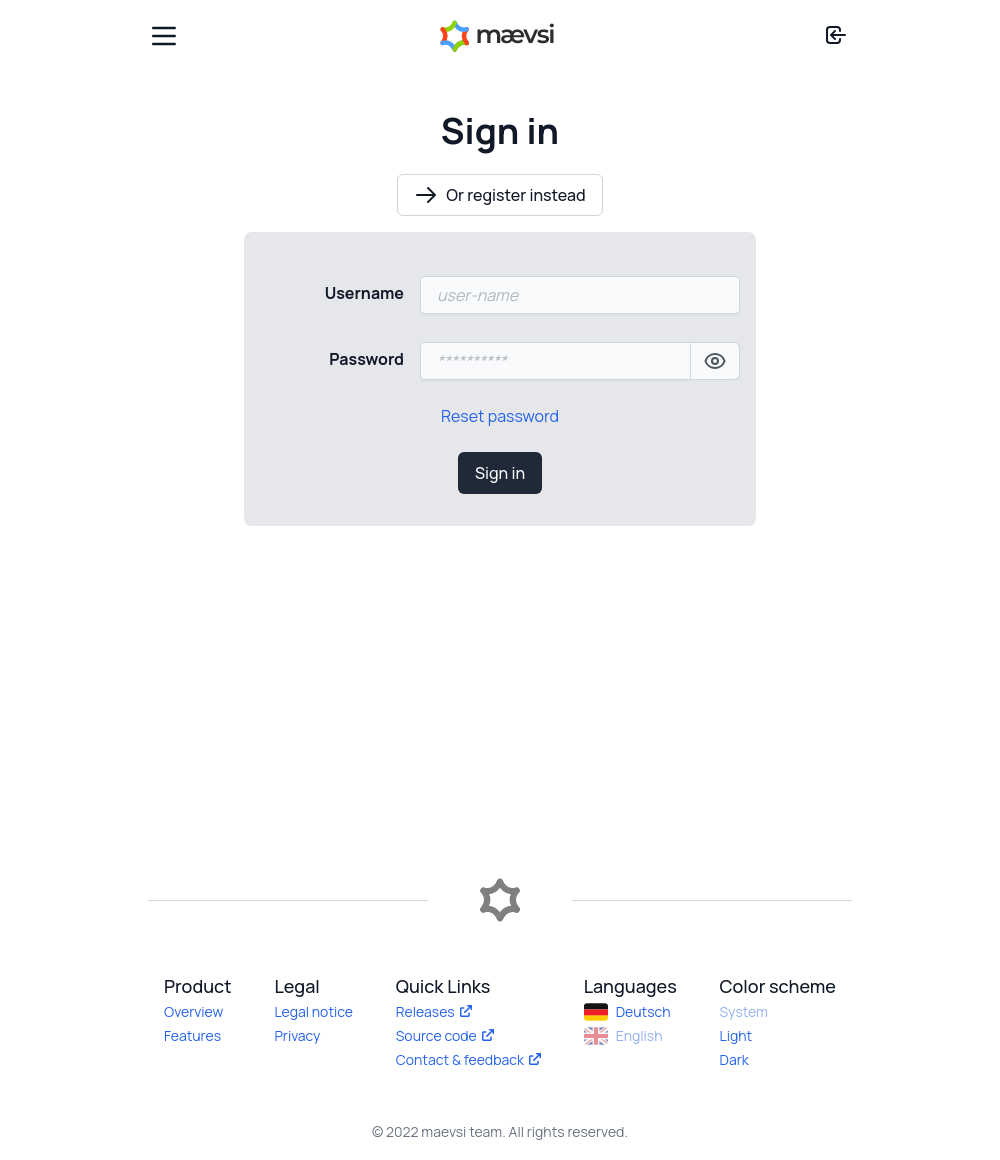 mævsi
Sign in
Or register instead
Username
user-name
Password
**********
Reset password
Sign in
Product
Overview
Features
Legal
Legal notice
Privacy
Quick Links
Releases
Source code
Contact & feedback
Languages
Deutsch
English
Color scheme
System
Light
Dark
© 2022 maevsi team. All rights reserved.